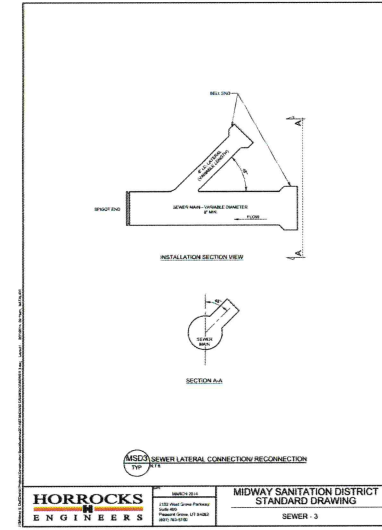 BELL END
A
SEWER MAIN - VARIABLE DIAMETER
8" MIN.
FLOW
SPIGOT END
A
INSTALLATION SECTION VIEW
SEWER
MAIN
SECTION A-A
MSD3
TYP
SEWER LATERAL CONNECTION/ RECONNECTION
N.T.S.
HORROCKS
H
ENGINEERS
MARCH 2014
2162 West Grove Parkway
Suite 400
Pleasant Grove, UT 84062
MIDWAY SANITATION DISTRICT
STANDARD DRAWING
SEWER - 3